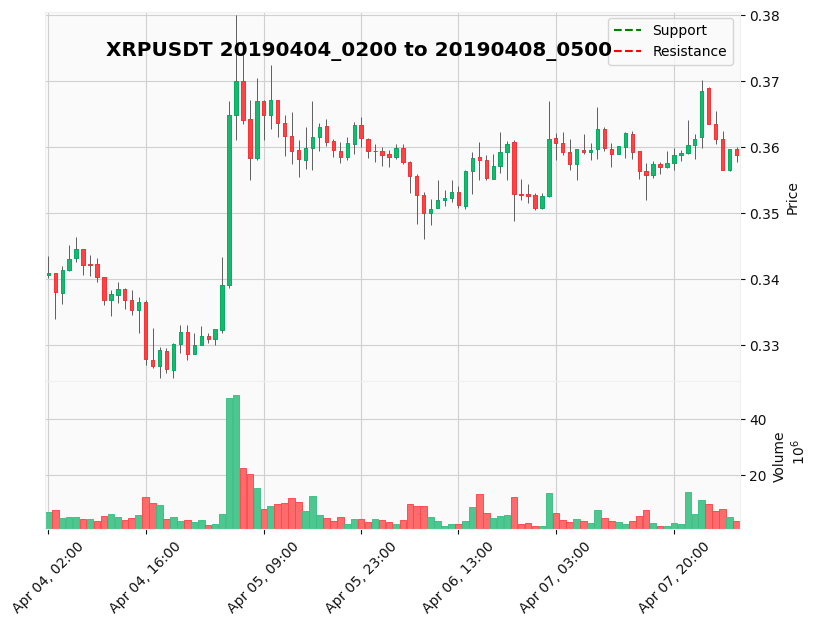 XRPUSDT 20190404_0200 to 20190408_0500
Support
Resistance
0.38
0.37
0.36
0.35
0.34
0.33
Price
40
20
Volume
10^6
Apr 04, 02:00
Apr 04, 16:00
Apr 05, 09:00
Apr 05, 23:00
Apr 06, 13:00
Apr 07, 03:00
Apr 07, 20:00